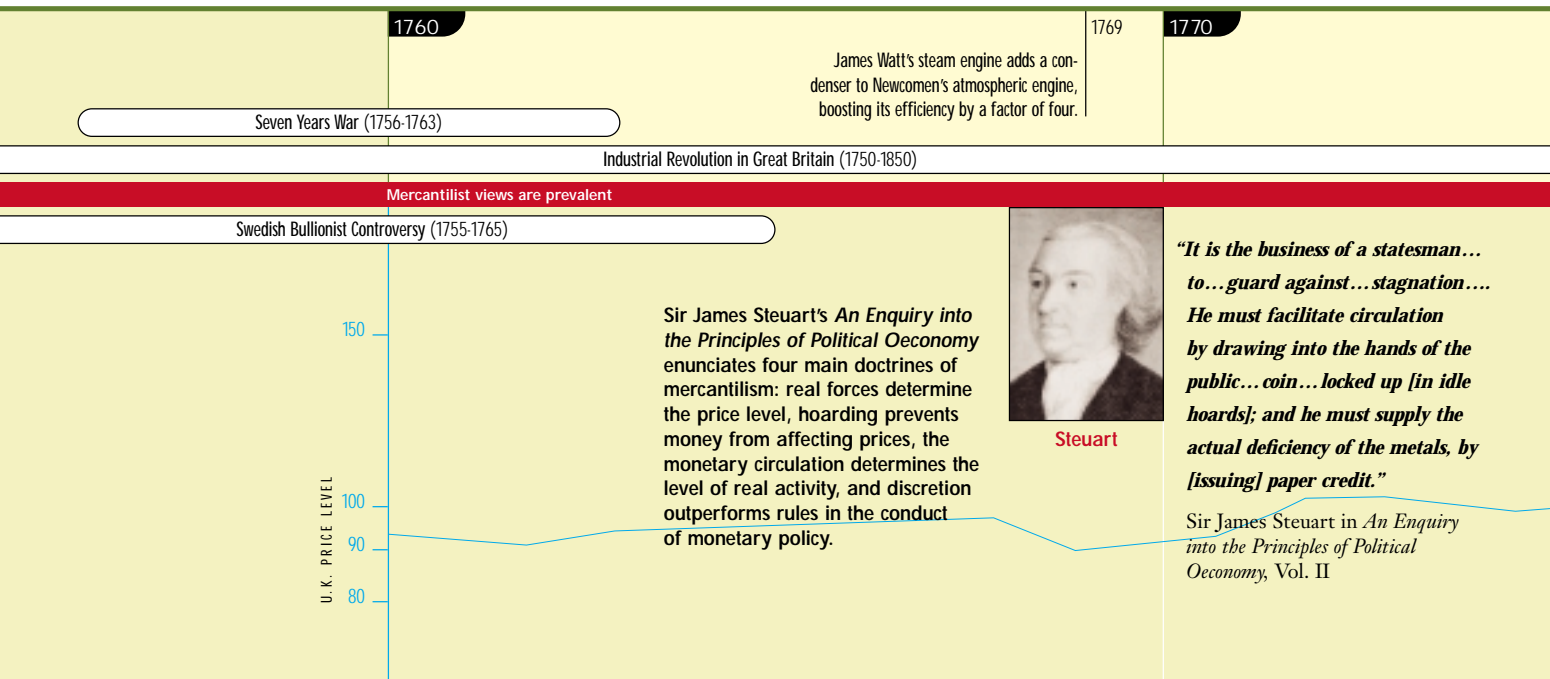 1760
1769
1770
James Watt's steam engine adds a con-
denser to Newcomen's atmospheric engine,
boosting its efficiency by a factor of four.
Seven Years War (1756-1763)
Industrial Revolution in Great Britain (1750-1850)
Mercantilist views are prevalent
Swedish Bullionist Controversy (1755-1765)
150
100
90
80
U.K. PRICE LEVEL
Sir James Steuart's An Enquiry into
the Principles of Political Oeconomy
enunciates four main doctrines of
mercantilism: real forces determine
the price level, hoarding prevents
money from affecting prices, the
monetary circulation determines the
level of real activity, and discretion
outperforms rules in the conduct
of monetary policy.
Steuart
“It is the business of a statesman…
to…guard against…stagnation….
He must facilitate circulation
by drawing into the hands of the
public…coin…locked up [in idle
hoards]; and he must supply the
actual deficiency of the metals, by
[issuing] paper credit.”
Sir James Steuart in An Enquiry
into the Principles of Political
Oeconomy, Vol. II